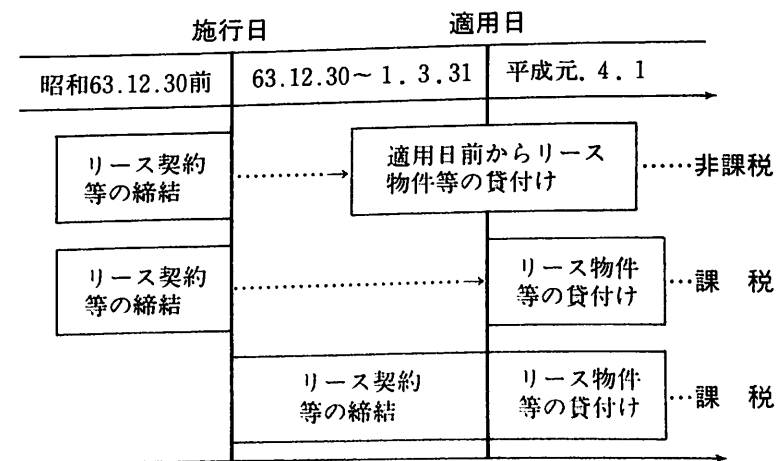 施行日 適用日
昭和63.12.30前 63.12.30～1.3.31 平成元.4.1
リース契約
等の締結
適用日前からリース
物件等の貸付け
……非課税
リース契約
等の締結
リース物件
等の貸付け
…課 税
リース契約
等の締結
リース物件
等の貸付け
…課 税